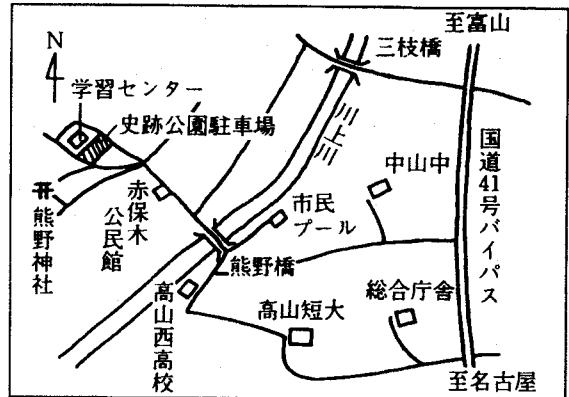 至富山
N
三枝橋
学習センター
史跡公園駐車場
川上川
国道41号バイパス
中山中
赤保木
公民館
市民
プール
熊野神社
熊野橋
高山西高校
高山短大
総合庁舎
至名古屋